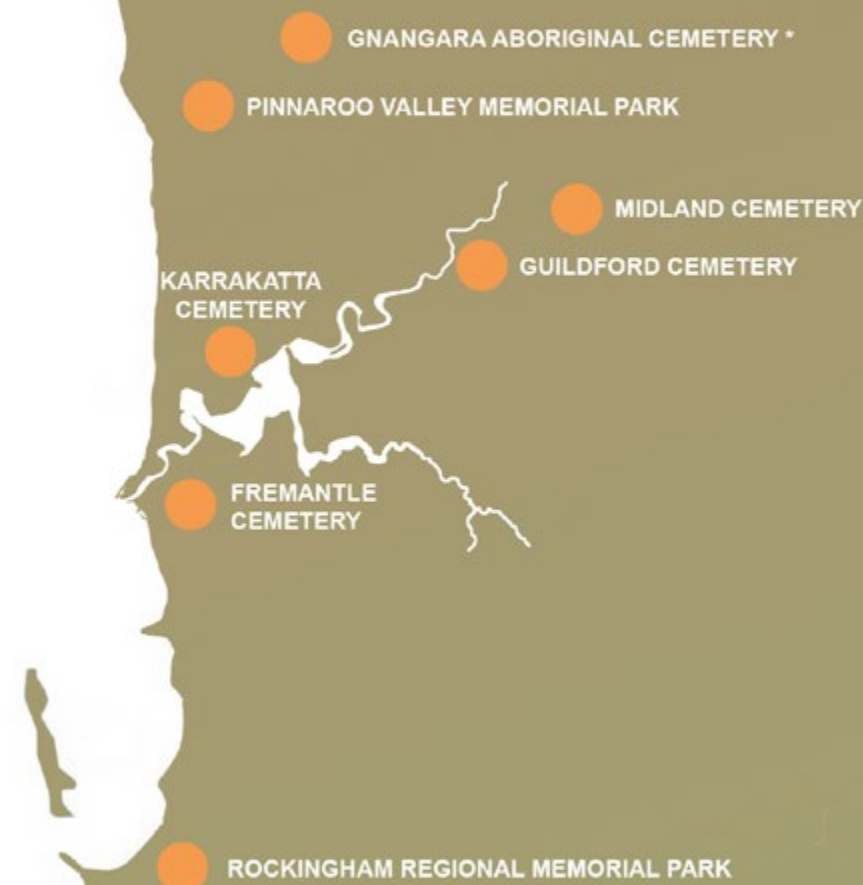 GNANGARA ABORIGINAL CEMETERY *
PINNAROO VALLEY MEMORIAL PARK
MIDLAND CEMETERY
GUILDFORD CEMETERY
KARRAKATTA
CEMETERY
FREMANTLE
CEMETERY
ROCKINGHAM REGIONAL MEMORIAL PARK